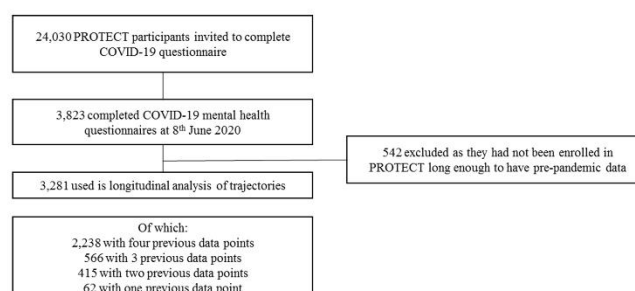 24,030 PROTECT participants invited to complete
COVID-19 questionnaire
3,823 completed COVID-19 mental health
questionnaires at 8th June 2020
542 excluded as they had not been enrolled in
PROTECT long enough to have pre-pandemic data
3,281 used is longitudinal analysis of trajectories
Of which:
2,238 with four previous data points
566 with 3 previous data points
415 with two previous data points
62 with one previous data point